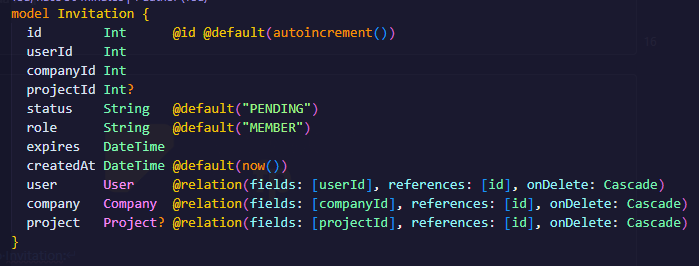 model Invitation {
id Int @id @default(autoincrement())
userId Int
companyId Int
projectId Int?
status String @default("PENDING")
role String @default("MEMBER")
expires DateTime
createdAt DateTime @default(now())
user User @relation(fields: [userId], references: [id], onDelete: Cascade)
company Company @relation(fields: [companyId], references: [id], onDelete: Cascade)
project Project? @relation(fields: [projectId], references: [id], onDelete: Cascade)
}